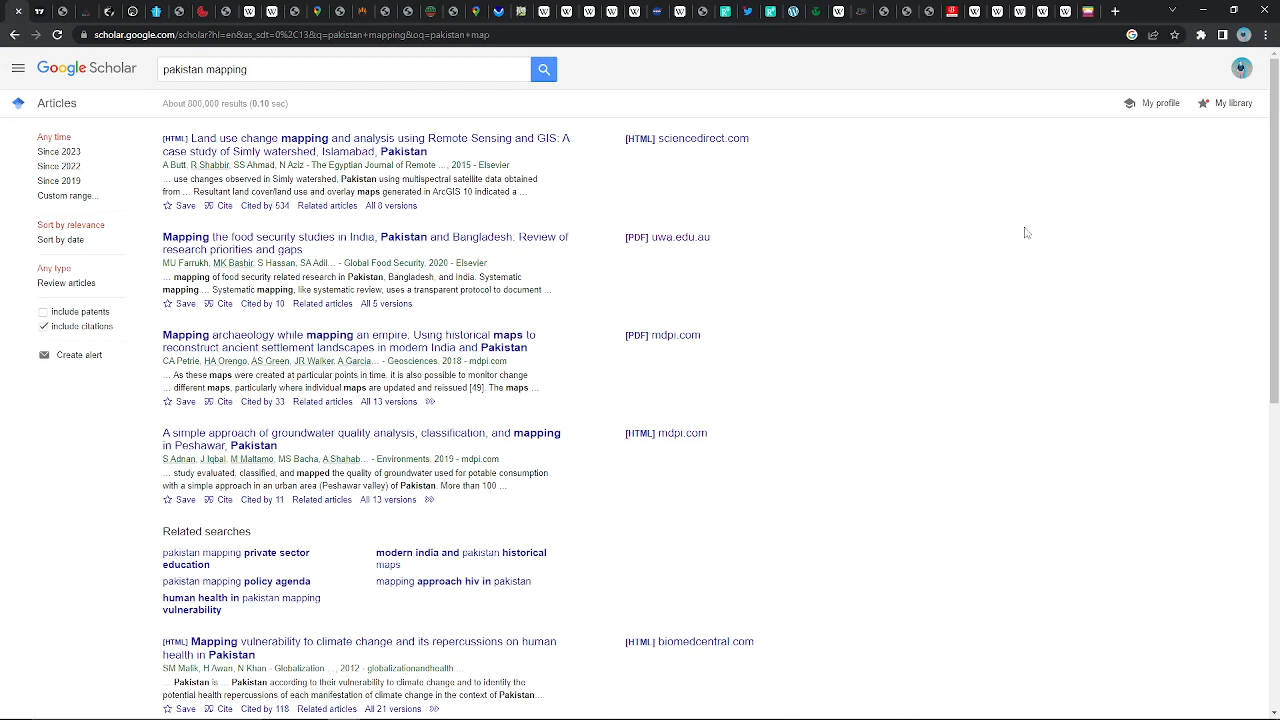 scholar.google.com/scholar?hl=en&as_sdt=0%2C13&q=pakistan+mapping&oq=pakistan+map
Google Scholar
pakistan mapping
Articles
About 800,000 results (0.10 sec)
My profile
My library
Any time
Since 2023
Since 2022
Since 2019
Custom range...
Sort by relevance
Sort by date
Any type
Review articles
include patents
include citations
Create alert
[HTML] Land use change mapping and analysis using Remote Sensing and GIS: A
case study of Simly watershed, Islamabad, Pakistan
A Butt, R Shabbir, SS Ahmad, N Aziz - The Egyptian Journal of Remote …, 2015 - Elsevier
… use changes observed in Simly watershed, Pakistan using multispectral satellite data obtained
from … Resultant land cover/land use and overlay maps generated in ArcGIS 10 indicated a …
Save Cite Cited by 534 Related articles All 8 versions
[HTML] sciencedirect.com
Mapping the food security studies in India, Pakistan and Bangladesh: Review of
research priorities and gaps
MU Farrukh, MK Bashir, S Hassan, SA Adil… - Global Food Security, 2020 - Elsevier
… mapping of food security related research in Pakistan, Bangladesh, and India. Systematic
mapping … Systematic mapping, like systematic review, uses a transparent protocol to document …
Save Cite Cited by 10 Related articles All 5 versions
[PDF] uwa.edu.au
Mapping archaeology while mapping an empire: Using historical maps to
reconstruct ancient settlement landscapes in modern India and Pakistan
CA Petrie, HA Orengo, AS Green, JR Walker, A Garcia… - Geosciences, 2018 - mdpi.com
… As these maps were created at particular points in time, it is also possible to monitor change
… different maps, particularly where individual maps are updated and reissued [49]. The maps …
Save Cite Cited by 33 Related articles All 13 versions
[PDF] mdpi.com
A simple approach of groundwater quality analysis, classification, and mapping
in Peshawar, Pakistan
S Adnan, J Iqbal, M Maltamo, MS Bacha, A Shahab… - Environments, 2019 - mdpi.com
… study evaluated, classified, and mapped the quality of groundwater used for potable consumption
with a simple approach in an urban area (Peshawar valley) of Pakistan. More than 100 …
Save Cite Cited by 11 Related articles All 13 versions
[HTML] mdpi.com
Related searches
pakistan mapping private sector
education
pakistan mapping policy agenda
human health in pakistan mapping
vulnerability
modern india and pakistan historical
maps
mapping approach hiv in pakistan
[HTML] Mapping vulnerability to climate change and its repercussions on human
health in Pakistan
SM Malik, H Awan, N Khan - Globalization …, 2012 - globalizationandhealth …
… Pakistan is … Pakistan according to their vulnerability to climate change and to identify the
potential health repercussions of each manifestation of climate change in the context of Pakistan…
Save Cite Cited by 118 Related articles All 21 versions
[HTML] biomedcentral.com